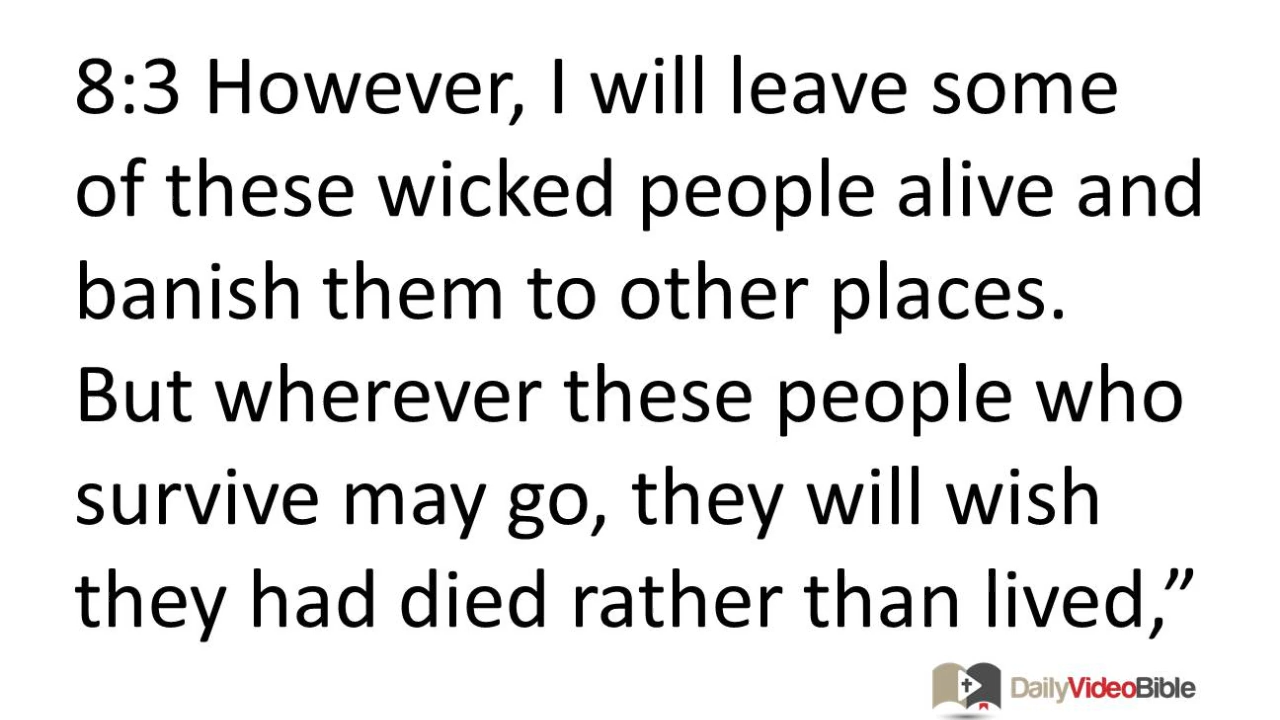 8:3 However, I will leave some
of these wicked people alive and
banish them to other places.
But wherever these people who
survive may go, they will wish
they had died rather than lived,”
DailyVideoBible